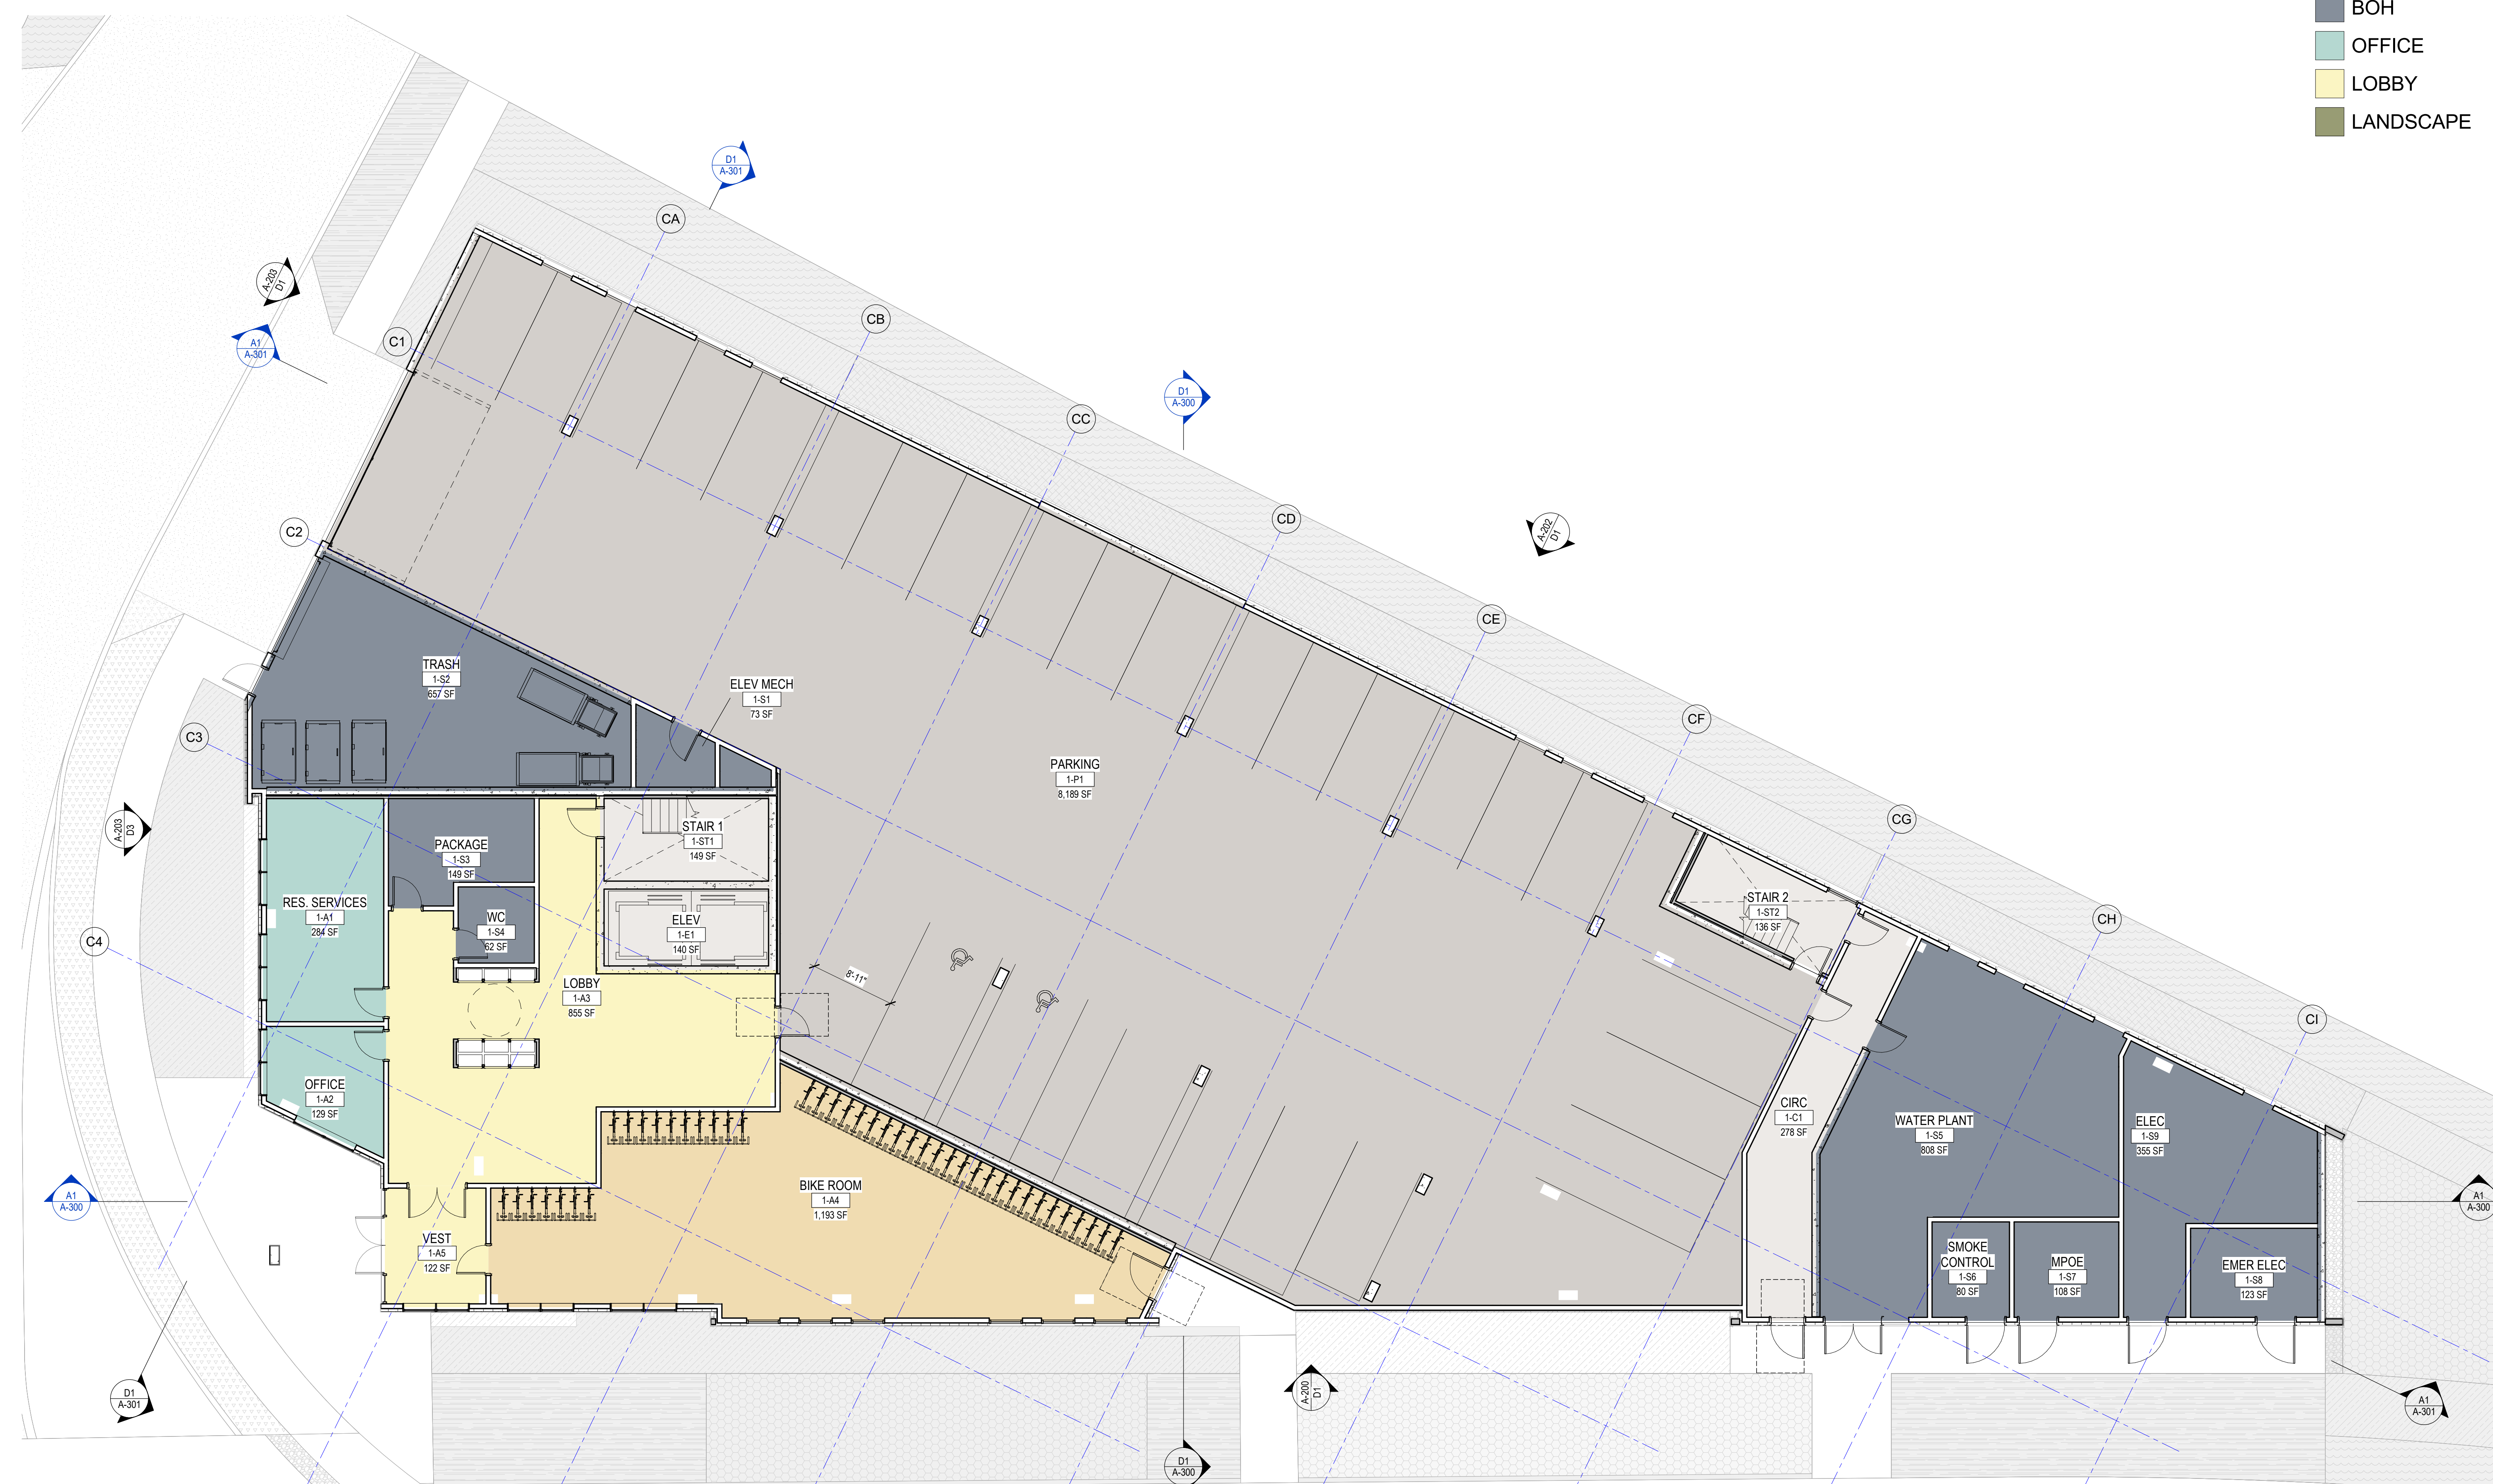 BOH
OFFICE
LOBBY
LANDSCAPE
D1
A-301
CA
A-203
D1
CB
C1
A1
A-301
D1
A-300
CC
CD
C2
A-202
D1
CE
TRASH
1-S2
657 SF
ELEV MECH
1-S1
73 SF
CF
C3
PARKING
1-P1
8,189 SF
CG
A-203
D3
STAIR 1
1-ST1
149 SF
PACKAGE
1-S3
149 SF
RES. SERVICES
1-A1
284 SF
WC
1-S4
62 SF
ELEV
1-E1
140 SF
STAIR 2
1-ST2
136 SF
CH
C4
8'-11"
LOBBY
1-A3
855 SF
CI
OFFICE
1-A2
129 SF
CIRC
1-C1
278 SF
WATER PLANT
1-S5
808 SF
ELEC
1-S9
355 SF
BIKE ROOM
1-A4
1,193 SF
A1
A-300
A1
A-300
VEST
1-A5
122 SF
SMOKE
CONTROL
1-S6
80 SF
MPOE
1-S7
108 SF
EMER ELEC
1-S8
123 SF
D1
A-301
A-200
D1
A1
A-301
D1
A-300